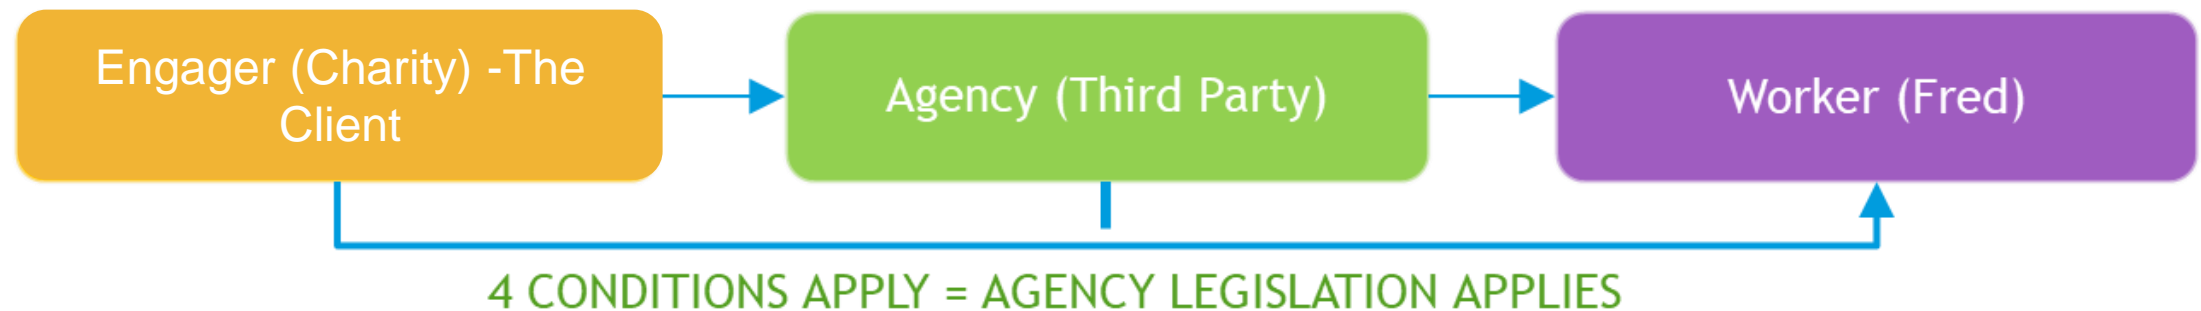 Engager (Charity) -The
Client
Agency (Third Party)
Worker (Fred)
4 CONDITIONS APPLY = AGENCY LEGISLATION APPLIES